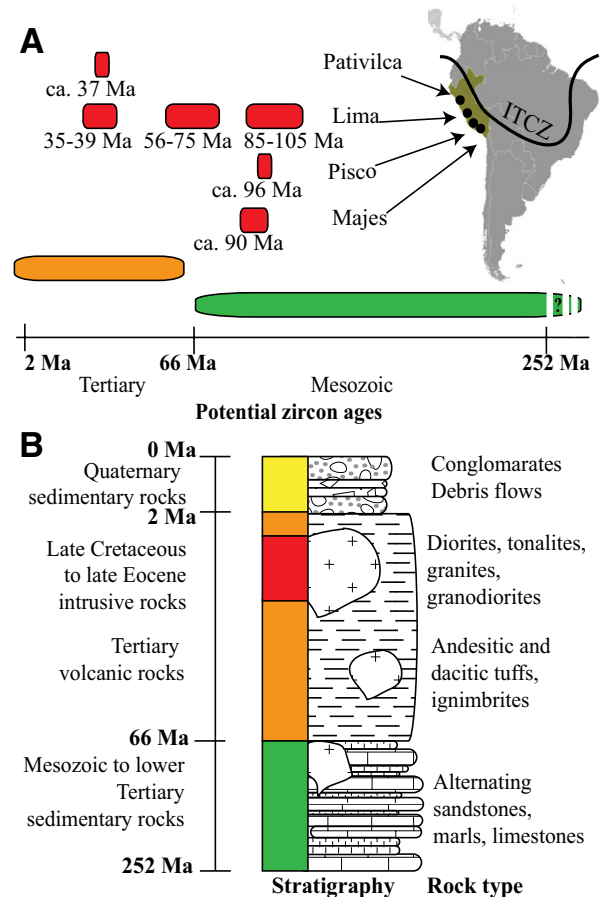 A
Pativilca
ca. 37 Ma
ITCZ
Lima
35-39 Ma
56-75 Ma
85-105 Ma
Pisco
ca. 96 Ma
Majes
ca. 90 Ma
?
2 Ma
66 Ma
252 Ma
Tertiary
Mesozoic
Potential zircon ages
B
0 Ma
Quaternary
sedimentary rocks
Conglomarates
Debris flows
2 Ma
Late Cretaceous
to late Eocene
intrusive rocks
Diorites, tonalites,
granites,
granodiorites
Tertiary
volcanic rocks
Andesitic and
dacitic tuffs,
ignimbrites
66 Ma
Mesozoic to lower
Tertiary
sedimentary rocks
Alternating
sandstones,
marls, limestones
252 Ma
Stratigraphy
Rock type